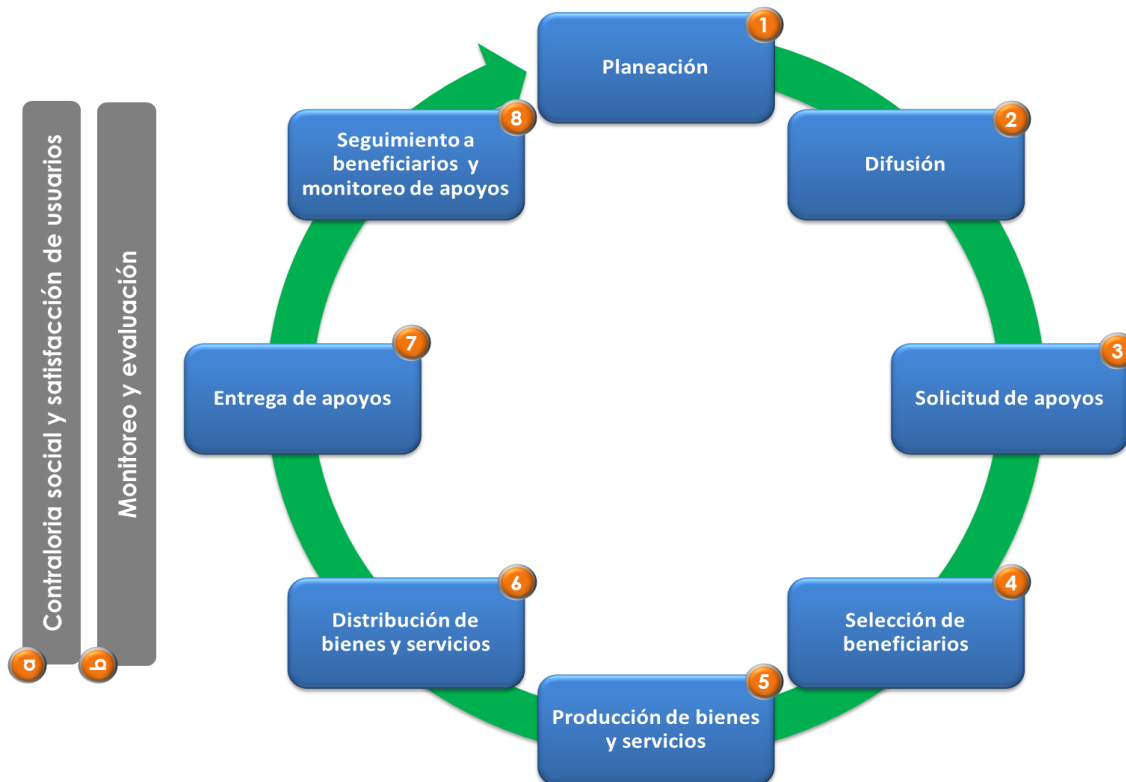 1
Planeación
2
Difusión
3
Solicitud de apoyos
4
Selección de
beneficiarios
5
Producción de bienes
y servicios
6
Distribución de
bienes y servicios
7
Entrega de apoyos
8
Seguimiento a
beneficiarios y
monitoreo de apoyos
a
Contraloria social y satisfacción de usuarios
b
Monitoreo y evaluación